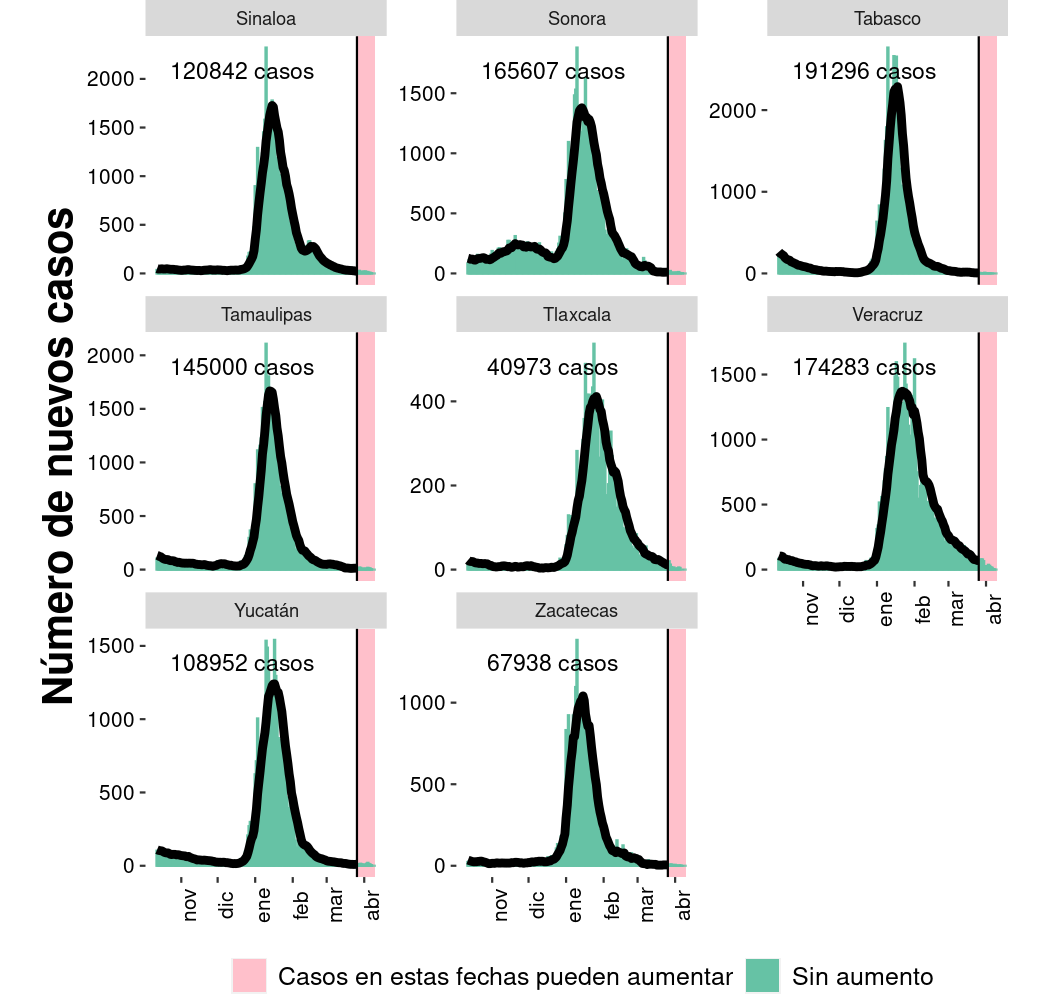 Número de nuevos casos
Sinaloa
120842 casos
2000
1500
1000
500
0
Sonora
165607 casos
1500
1000
500
0
Tabasco
191296 casos
2000
1000
0
Tamaulipas
145000 casos
2000
1500
1000
500
0
Tlaxcala
40973 casos
400
200
0
Veracruz
174283 casos
1500
1000
500
0
nov dic ene feb mar abr
Yucatán
108952 casos
1500
1000
500
0
nov dic ene feb mar abr
Zacatecas
67938 casos
1000
500
0
nov dic ene feb mar abr
Casos en estas fechas pueden aumentar Sin aumento